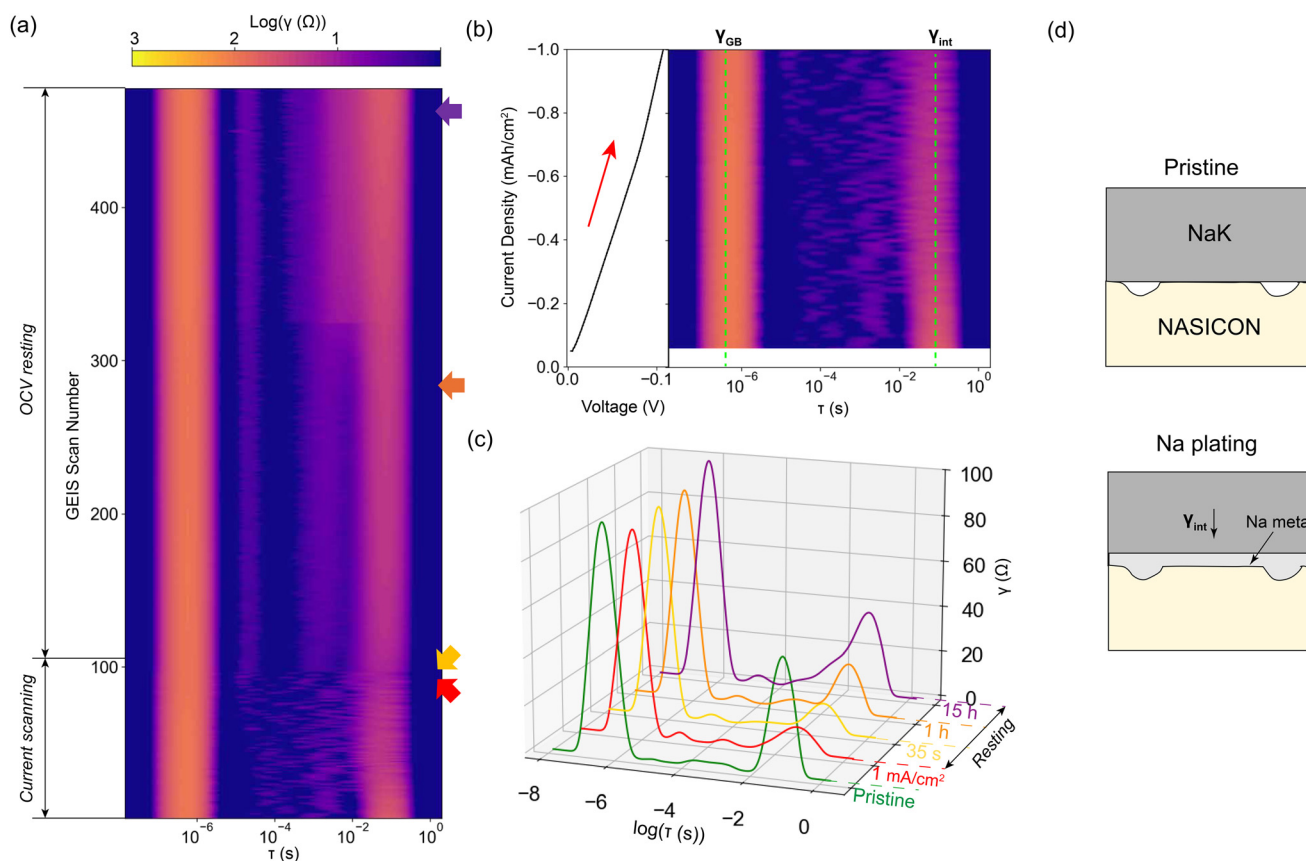 (a)
Log(γ (Ω))
3
2
1
OCV resting
Current scanning
GEIS Scan Number
400
300
200
100
10⁻⁶
10⁻⁴
10⁻²
10⁰
τ (s)
(b)
γGB
γint
Current Density (mAh/cm²)
−1.0
−0.8
−0.6
−0.4
−0.2
0.0
0.0
−0.1
Voltage (V)
10⁻⁶
10⁻⁴
10⁻²
10⁰
τ (s)
(c)
100
80
60
40
20
0
γ (Ω)
15 h
1 h
35 s
1 mA/cm²
Pristine
Resting
−8
−6
−4
−2
0
log(τ (s))
(d)
Pristine
NaK
NASICON
Na plating
γint
Na meta